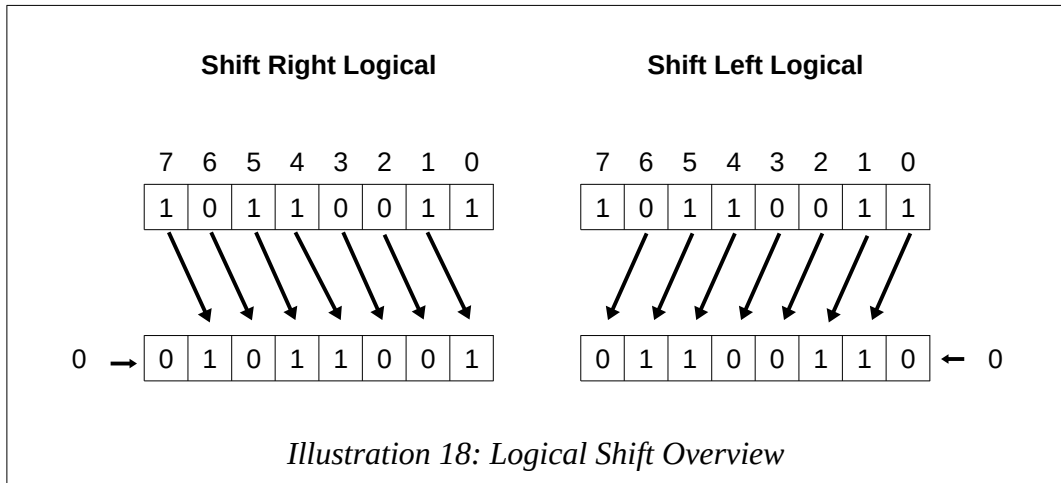 Shift Right Logical
Shift Left Logical
7 6 5 4 3 2 1 0
7 6 5 4 3 2 1 0
1 0 1 1 0 0 1 1
1 0 1 1 0 0 1 1
0 0 1 0 1 1 0 0 1
0 1 1 0 0 1 1 0 0
Illustration 18: Logical Shift Overview